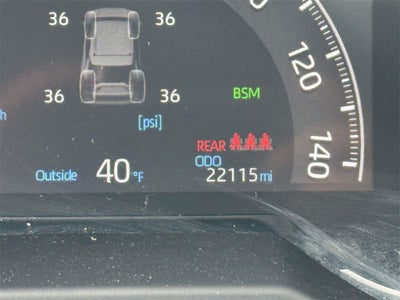 36 36
36 36
120
BSM
[psi]
REAR
ODO
140
Outside 40°F 22115 mi